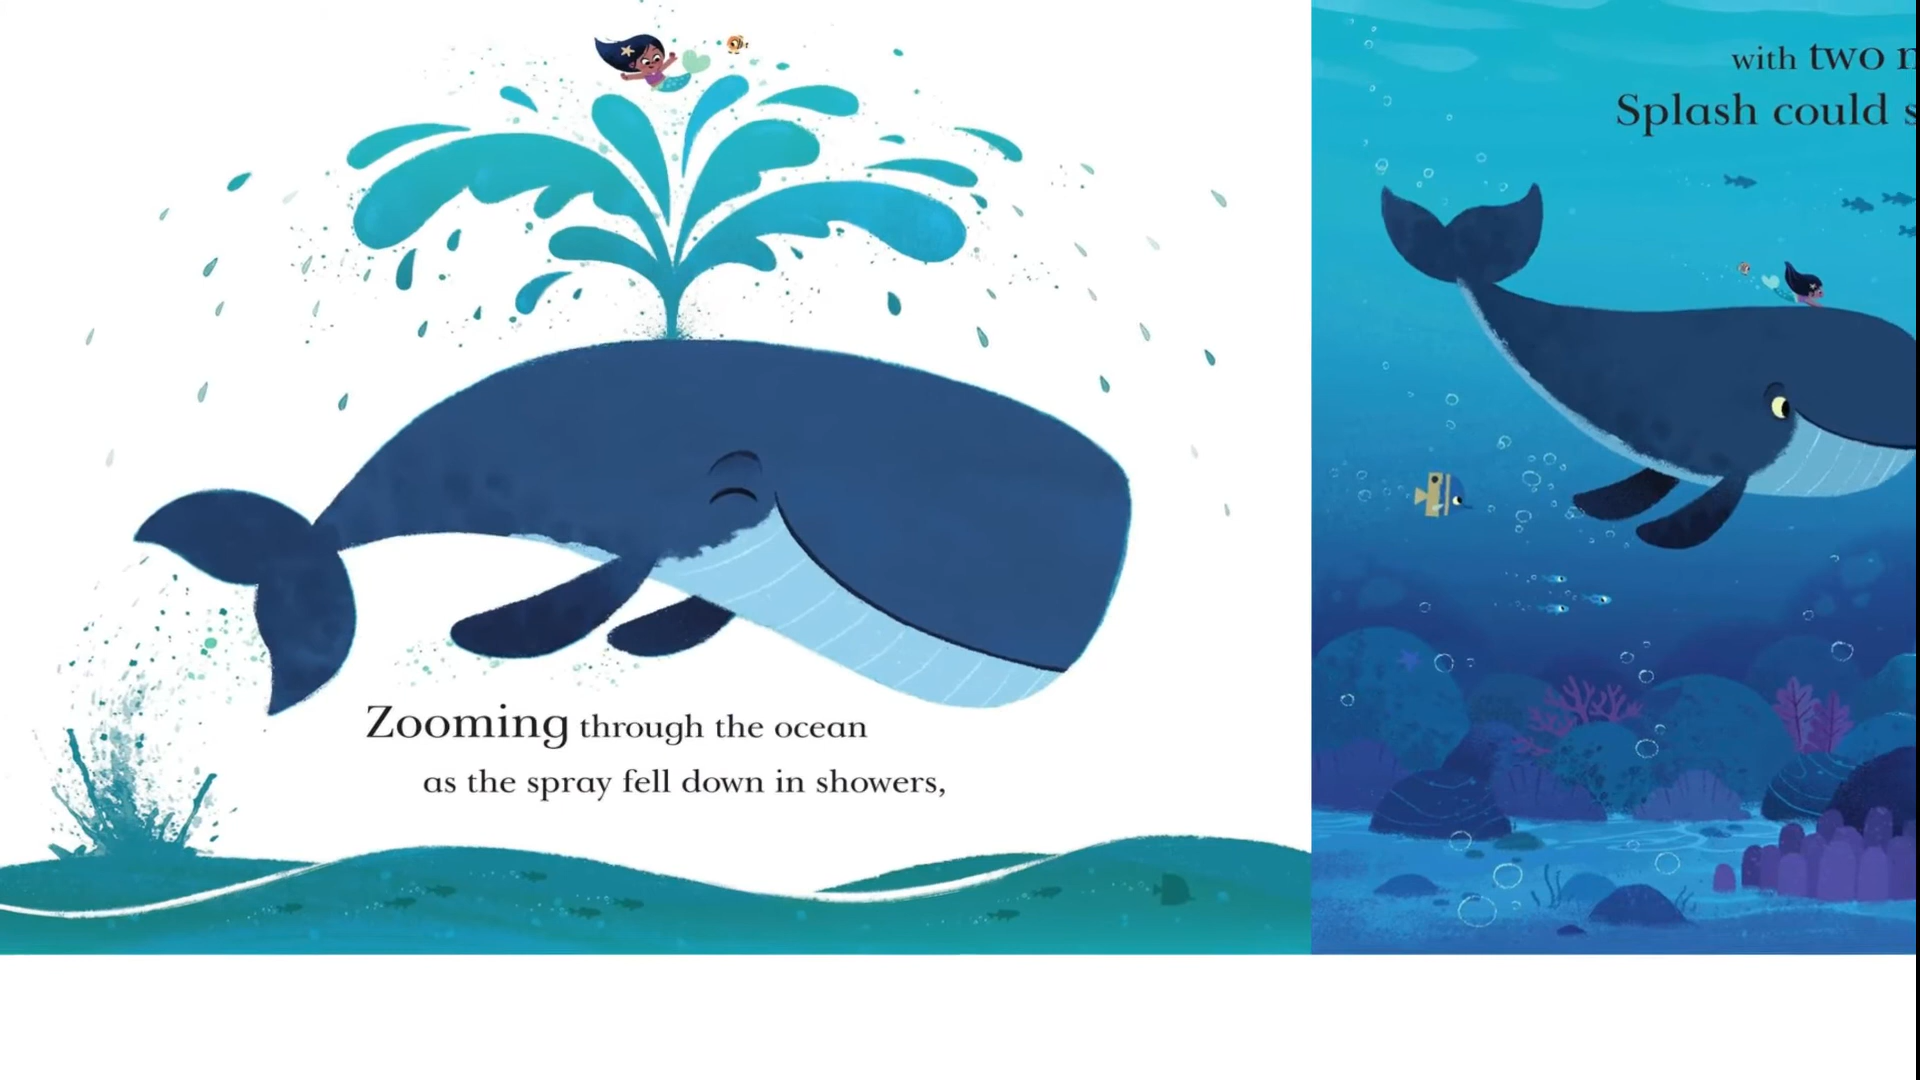 Zooming through the ocean
as the spray fell down in showers,
with two
Splash could